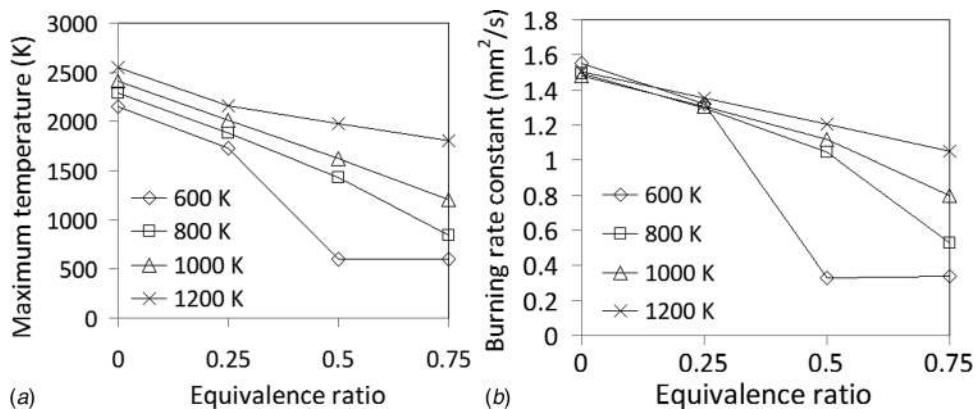 Maximum temperature (K)
3000
2500
2000
1500
1000
500
0
600 K
800 K
1000 K
1200 K
0 0.25 0.5 0.75
Equivalence ratio
(a)
Burning rate constant (mm²/s)
1.8
1.6
1.4
1.2
1
0.8
0.6
0.4
0.2
0
600 K
800 K
1000 K
1200 K
0 0.25 0.5 0.75
Equivalence ratio
(b)